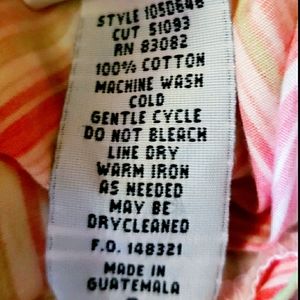 STYLE 105D646
CUT 51093
RN 83082
100% COTTON
MACHINE WASH
COLD
GENTLE CYCLE
DO NOT BLEACH
LINE DRY
WARM IRON
AS NEEDED
MAY BE
DRYCLEANED
F.O. 148321
MADE IN
GUATEMALA